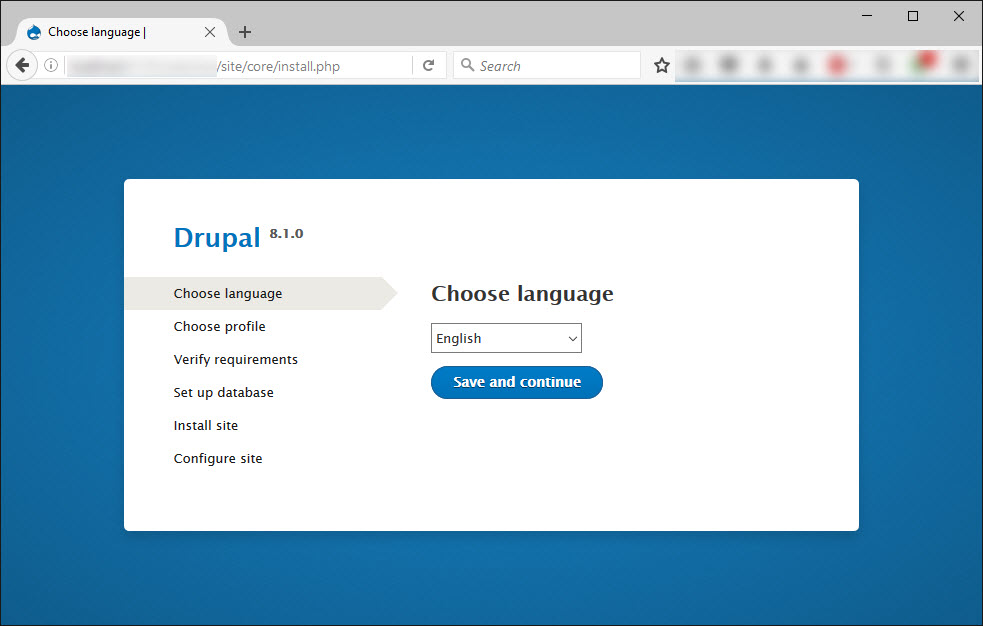 Choose language |
/site/core/install.php
Search
Drupal 8.1.0
Choose language
Choose profile
Verify requirements
Set up database
Install site
Configure site
Choose language
English
Save and continue